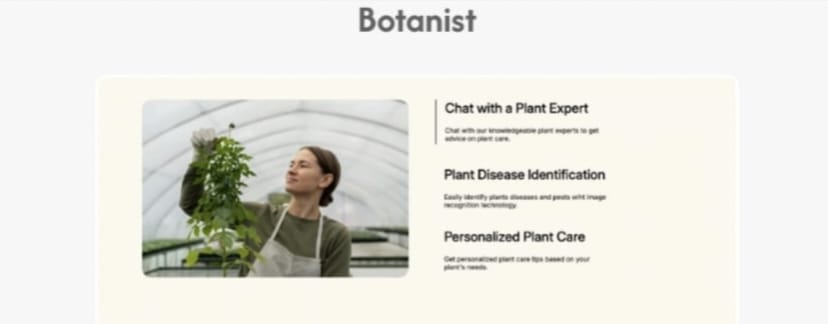 Botanist
Chat with a Plant Expert
Chat with our knowledgeable plant experts to get
advice on plant care.
Plant Disease Identification
Easily identify plants diseases and pests wiht image
recognition technology.
Personalized Plant Care
Get personalized plant care tips based on your
plant's needs.